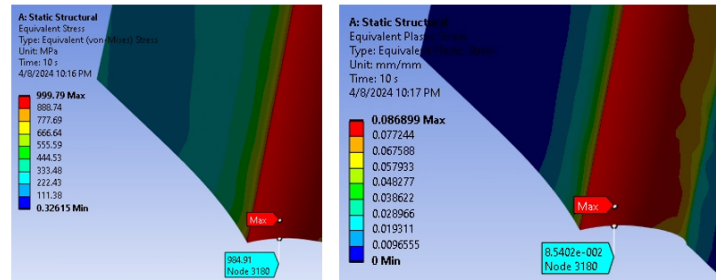 A: Static Structural
Equivalent Stress
Type: Equivalent (von-Mises) Stress
Unit: MPa
Time: 10 s
4/8/2024 10:16 PM
999.79 Max
888.74
777.69
666.64
555.59
444.53
333.48
222.43
111.38
0.32615 Min
Max
984.91
Node 3180
A: Static Structural
Equivalent Plastic
Type: Equivalent
Unit: mm/mm
Time: 10 s
4/8/2024 10:17 PM
0.086899 Max
0.077244
0.067588
0.057933
0.048277
0.038622
0.028966
0.019311
0.0096555
0 Min
Max
8.5402e-002
Node 3180